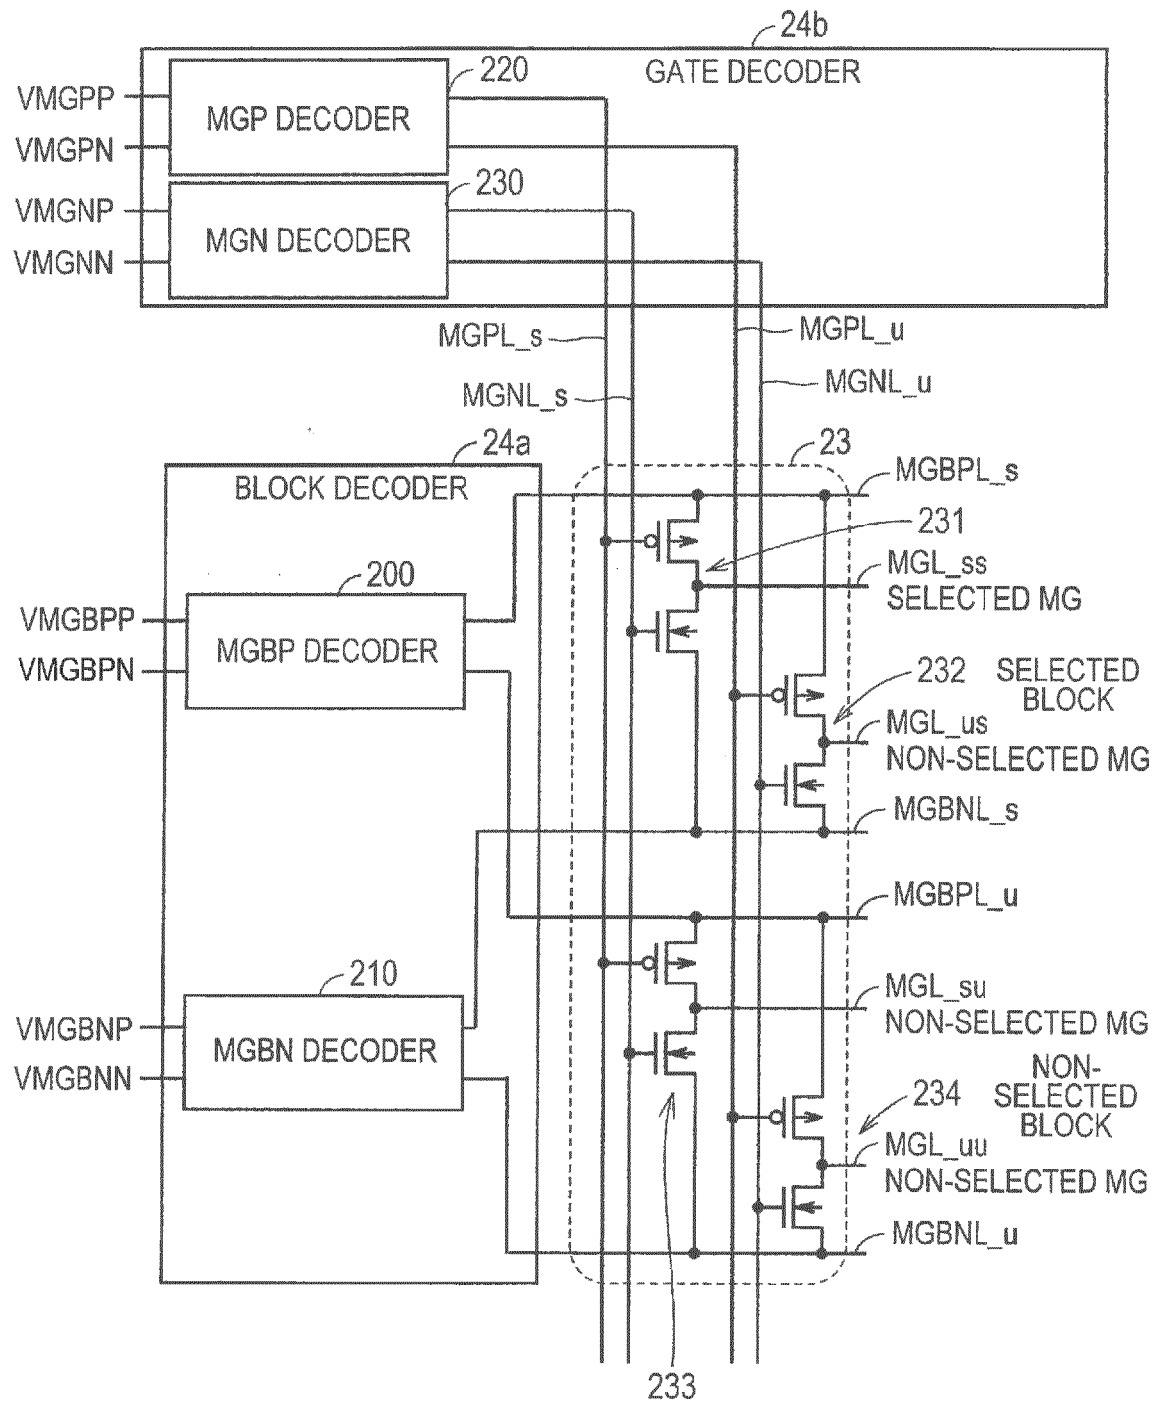 24b
GATE DECODER
220
VMGPP
MGP DECODER
VMGPN
230
VMGNP
MGN DECODER
VMGNN
MGPL_s
MGPL_u
MGNL_s
MGNL_u
24a
23
BLOCK DECODER
MGBPL_s
231
MGL_ss
SELECTED MG
200
VMGBPP
MGBP DECODER
VMGBPN
232
SELECTED
BLOCK
MGL_us
NON-SELECTED MG
MGBNL_s
MGBPL_u
210
MGL_su
NON-SELECTED MG
VMGBNP
MGBN DECODER
VMGBNN
NON-
SELECTED
BLOCK
234
MGL_uu
NON-SELECTED MG
MGBNL_u
233